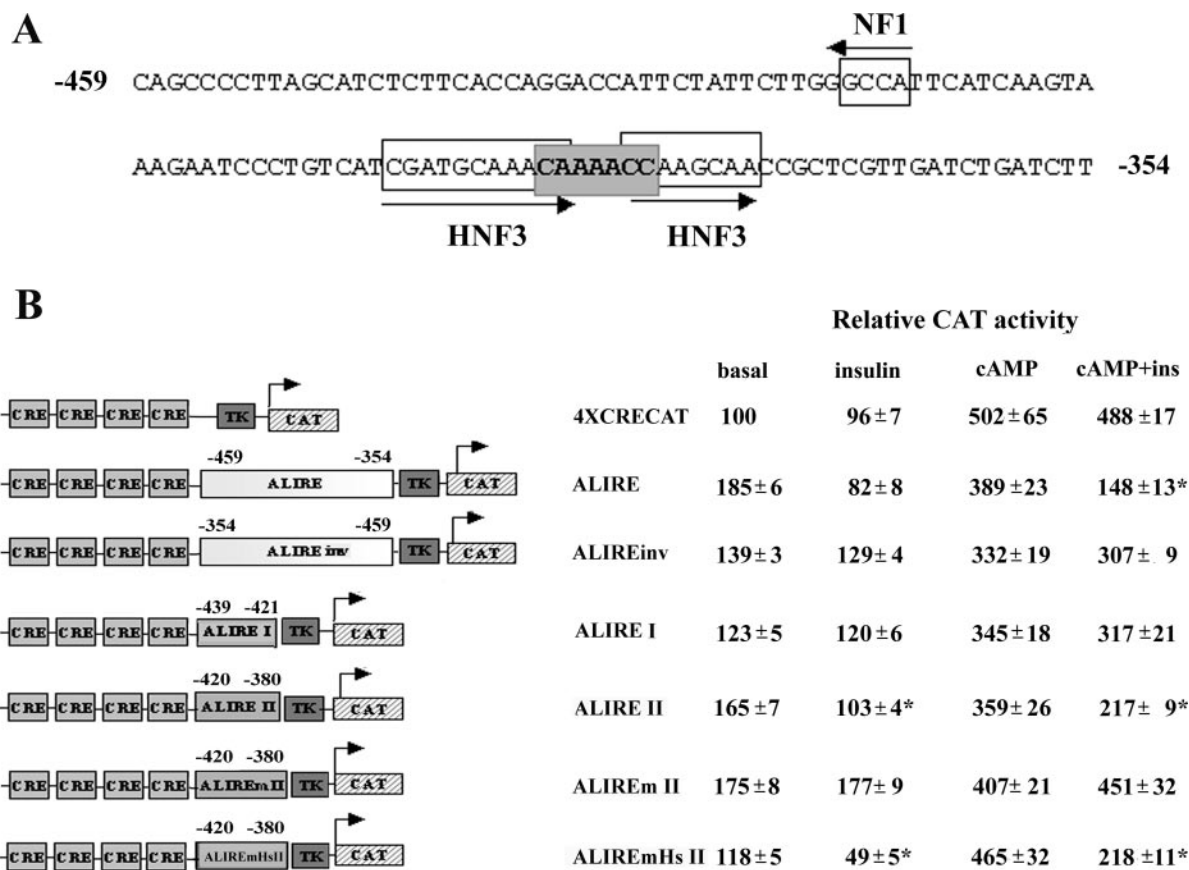 A
NF1
-459 CAGCCCCTTAGCATCTCTTCACCAGGACCATTCTATTCTTGGGCCATTCATCAAGTA
AAGAATCCCTGTCATCGATGCAAACAAAACCAAGCAACCGCTCGTTGATCTGATCTT -354
HNF3 HNF3
B
Relative CAT activity
basal insulin cAMP cAMP+ins
CRE CRE CRE CRE TK CAT 4XCRECAT 100 96±7 502±65 488±17
-459 -354
CRE CRE CRE CRE ALIRE TK CAT ALIRE 185±6 82±8 389±23 148±13*
-354 -459
CRE CRE CRE CRE ALIRE inv TK CAT ALIREinv 139±3 129±4 332±19 307± 9
-439 -421
CRE CRE CRE CRE ALIRE I TK CAT ALIRE I 123±5 120±6 345±18 317±21
-420 -380
CRE CRE CRE CRE ALIRE II TK CAT ALIRE II 165±7 103±4* 359±26 217± 9*
-420 -380
CRE CRE CRE CRE ALIREm II TK CAT ALIREm II 175±8 177±9 407±21 451±32
-420 -380
CRE CRE CRE CRE ALIREmHsII TK CAT ALIREmHs II 118±5 49±5* 465±32 218±11*